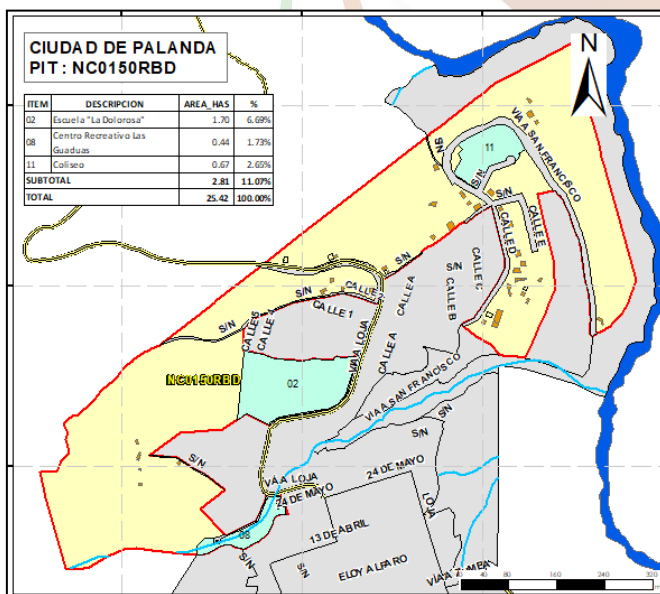 CIUDAD DE PALANDA
PIT : NC0150RBD
ITEM DESCRIPCION AREA_HAS %
02 Escuela "La Dolorosa" 1.70 6.69%
08 Centro Recreativo Las Guaduas 0.44 1.73%
11 Coliseo 0.67 2.65%
SUBTOTAL 2.81 11.07%
TOTAL 25.42 100.00%
N
VIA A SAN FRANCISCO
S/N
11
S/N
S/N
CALLE E
CALLE D
S/N
S/N
CALLE C
CALLE B
CALLE A
CALLE 2
S/N
CALLE 1
S/N
CALLE
CALLE
VIA A LOJA
CALLE A
NC0150RBD
02
VIA A SAN FRANCISCO
S/N
S/N
S/N
24 DE MAYO
VIA A LOJA
24 DE MAYO
LOJA
08
13 DE ABRIL
S/N
S/N
ELOY ALFARO
VIA A
40 80 160 240 320